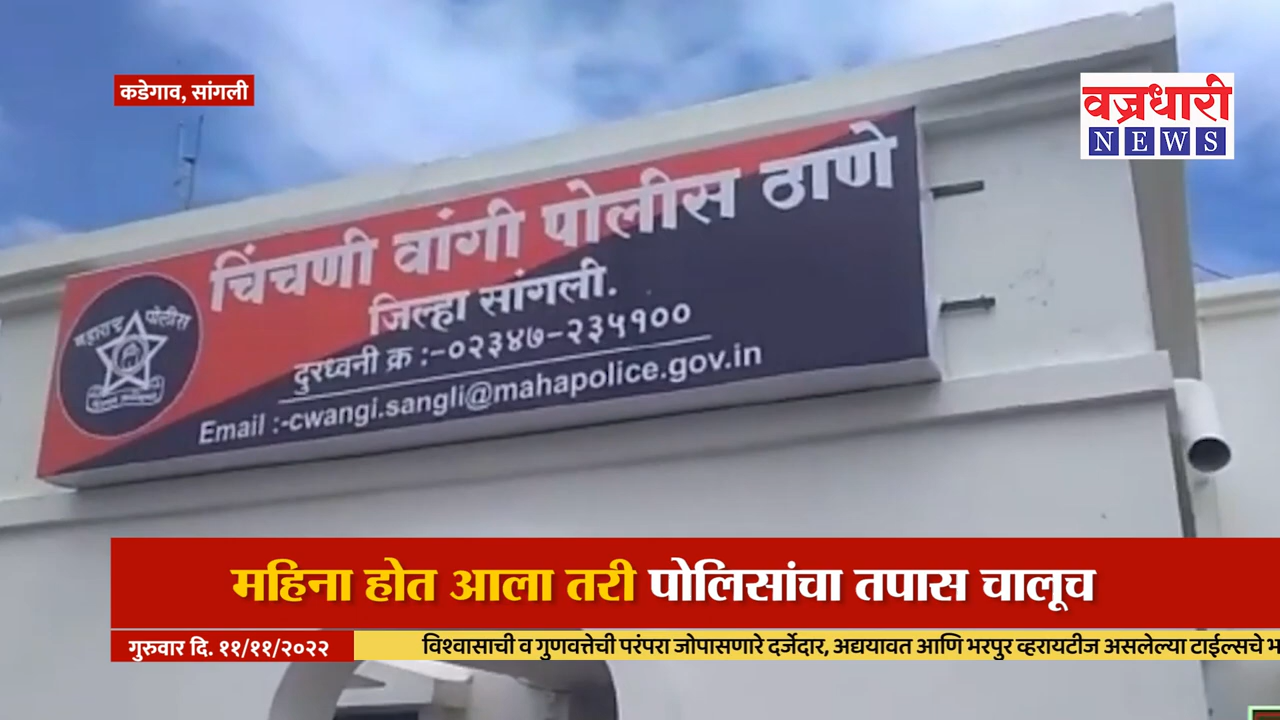 कडेगाव, सांगली
वज्रधारी
NEWS
चिंचणी वांगी पोलीस ठाणे
जिल्हा सांगली.
दुरध्वनी क्र :-०२३४७-२३५१००
Email :-cwangi.sangli@mahapolice.gov.in
महाराष्ट्र पोलीस
महिना होत आला तरी पोलिसांचा तपास चालूच
गुरुवार दि. ११/११/२०२२
विश्वासाची व गुणवत्तेची परंपरा जोपासणारे दर्जेदार, अद्ययावत आणि भरपुर व्हरायटीज असलेल्या टाईल्सचे भ